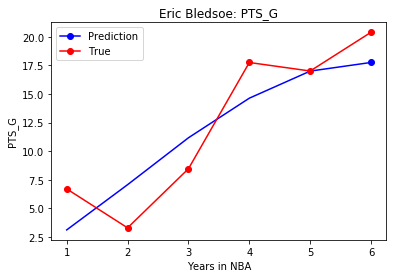 Eric Bledsoe: PTS_G
Prediction
True
20.0
17.5
15.0
12.5
10.0
7.5
5.0
2.5
PTS_G
1 2 3 4 5 6
Years in NBA